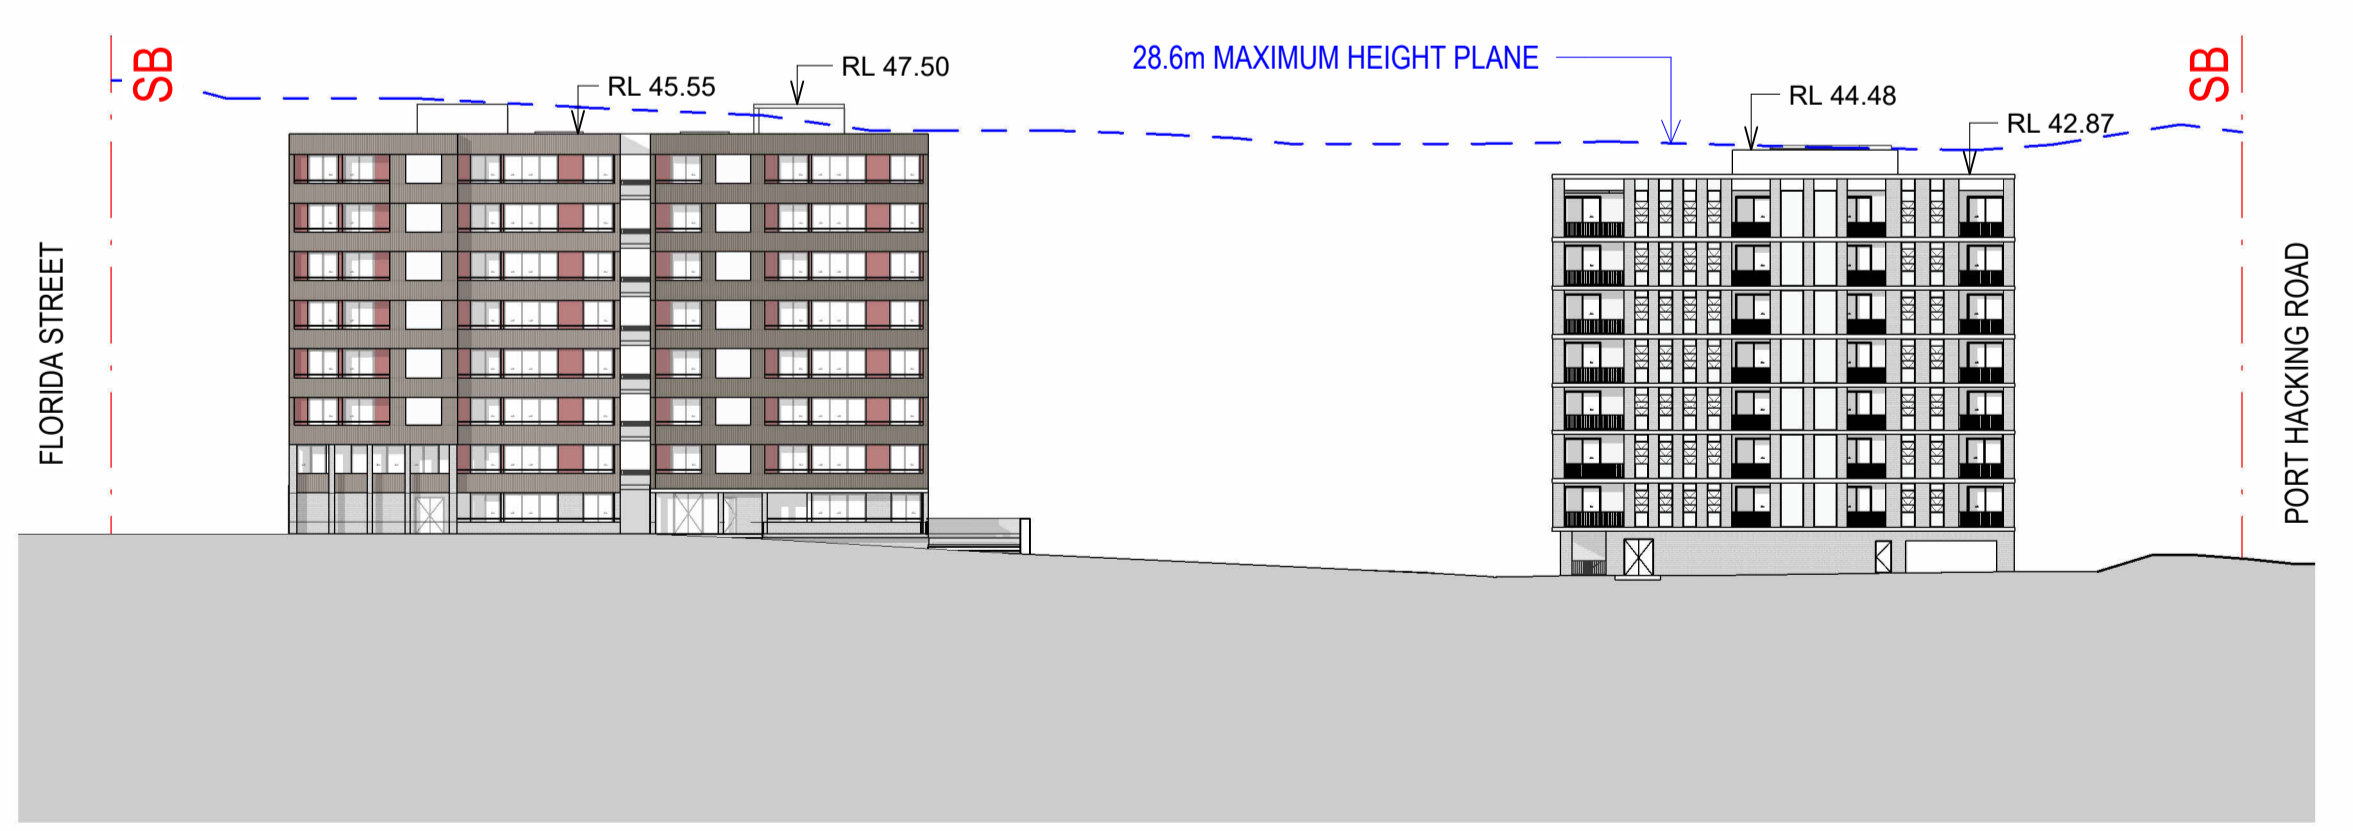 SB
RL 45.55
RL 47.50
28.6m MAXIMUM HEIGHT PLANE
RL 44.48
RL 42.87
SB
FLORIDA STREET
PORT HACKING ROAD